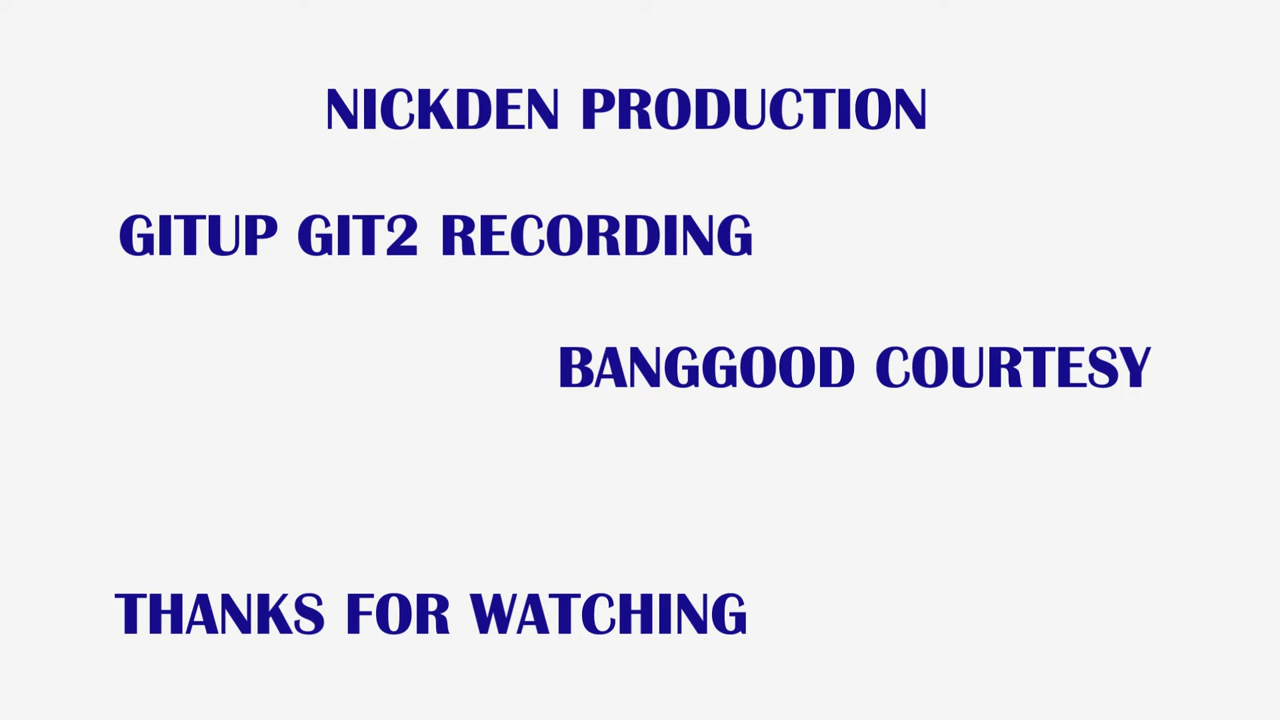 NICKDEN PRODUCTION
GITUP GIT2 RECORDING
BANGGOOD COURTESY
THANKS FOR WATCHING